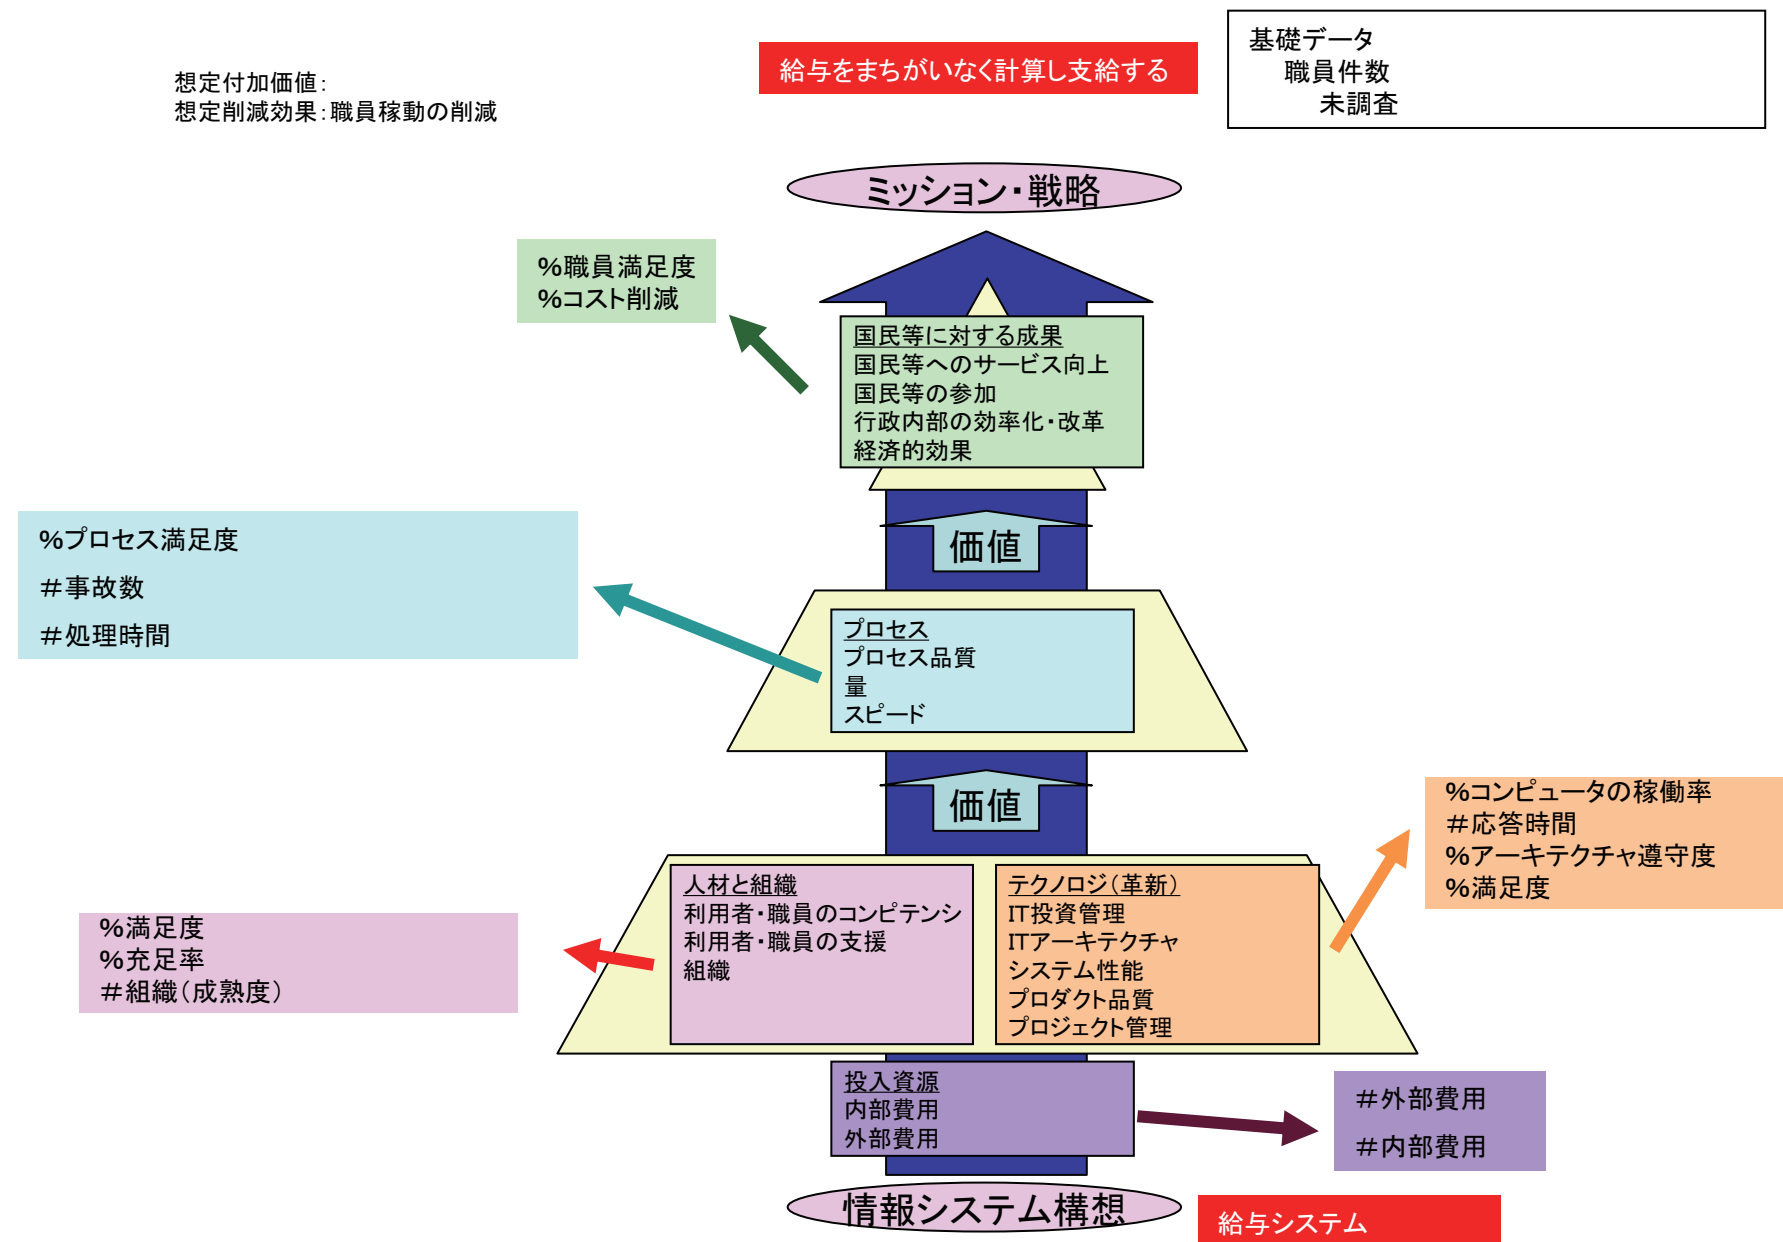 給与をまちがいなく計算し支給する
基礎データ
職員件数
未調査
想定付加価値：
想定削減効果：職員稼動の削減
ミッション・戦略
%職員満足度
%コスト削減
国民等に対する成果
国民等へのサービス向上
国民等の参加
行政内部の効率化・改革
経済的効果
価値
%プロセス満足度
＃事故数
＃処理時間
プロセス
プロセス品質
量
スピード
価値
%コンピュータの稼働率
＃応答時間
%アーキテクチャ遵守度
%満足度
人材と組織
利用者・職員のコンピテンシ
利用者・職員の支援
組織
テクノロジ（革新）
IT投資管理
ITアーキテクチャ
システム性能
プロダクト品質
プロジェクト管理
%満足度
%充足率
＃組織（成熟度）
投入資源
内部費用
外部費用
＃外部費用
＃内部費用
情報システム構想
給与システム